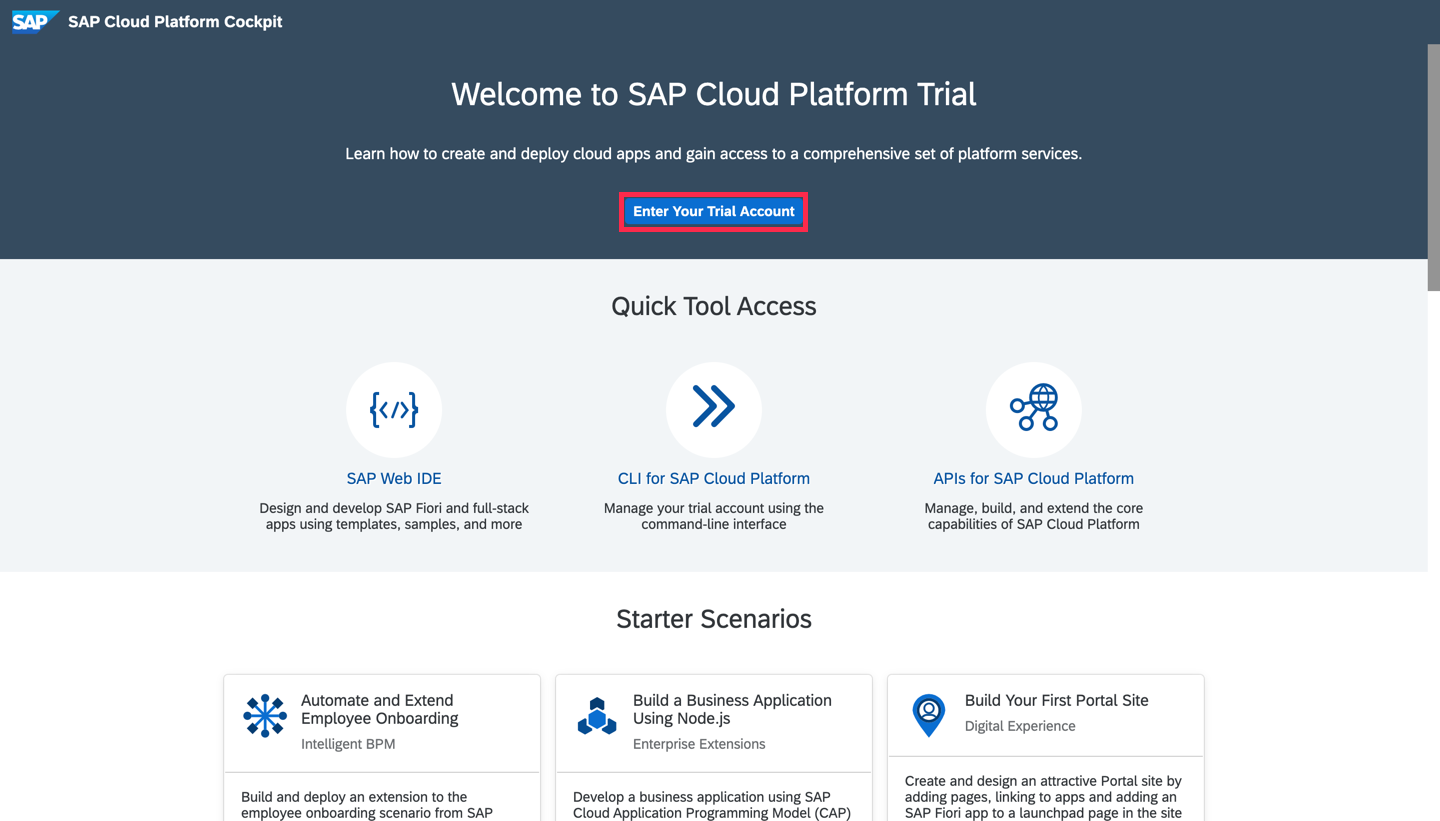 SAP SAP Cloud Platform Cockpit
Welcome to SAP Cloud Platform Trial
Learn how to create and deploy cloud apps and gain access to a comprehensive set of platform services.
Enter Your Trial Account
Quick Tool Access
{</>}
SAP Web IDE
Design and develop SAP Fiori and full-stack
apps using templates, samples, and more
CLI for SAP Cloud Platform
Manage your trial account using the
command-line interface
APIs for SAP Cloud Platform
Manage, build, and extend the core
capabilities of SAP Cloud Platform
Starter Scenarios
Automate and Extend
Employee Onboarding
Intelligent BPM
Build and deploy an extension to the
employee onboarding scenario from SAP
Build a Business Application
Using Node.js
Enterprise Extensions
Develop a business application using SAP
Cloud Application Programming Model (CAP)
Build Your First Portal Site
Digital Experience
Create and design an attractive Portal site by
adding pages, linking to apps and adding an
SAP Fiori app to a launchpad page in the site